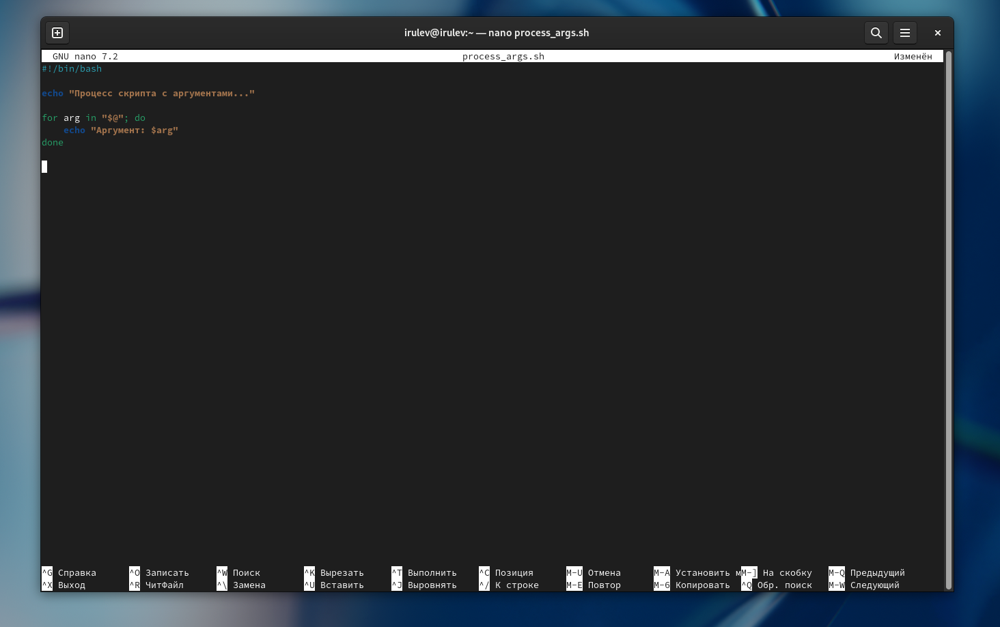 irulev@irulev:~ — nano process_args.sh
GNU nano 7.2 process_args.sh Изменён
#!/bin/bash
echo "Процесс скрипта с аргументами..."
for arg in "$@"; do
    echo "Аргумент: $arg"
done
^G Справка ^O Записать ^W Поиск ^K Вырезать ^T Выполнить ^C Позиция M-U Отмена M-A Установить мM-] На скобку M-Q Предыдущий
^X Выход ^R ЧитФайл ^\ Замена ^U Вставить ^J Выровнять ^/ К строке M-E Повтор M-6 Копировать ^Q Обр. поиск M-W Следующий